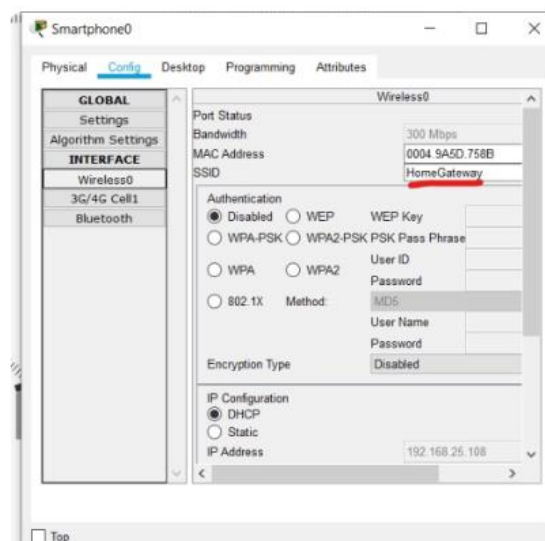 Smartphone0
Physical Config Desktop Programming Attributes
GLOBAL
Settings
Algorithm Settings
INTERFACE
Wireless0
3G/4G Cell1
Bluetooth
Wireless0
Port Status
Bandwidth 300 Mbps
MAC Address 0004.9A5D.758B
SSID HomeGateway
Authentication
Disabled WEP WEP Key
WPA-PSK WPA2-PSK PSK Pass Phrase
User ID
WPA WPA2
Password
802.1X Method: MD5
User Name
Password
Encryption Type Disabled
IP Configuration
DHCP
Static
IP Address 192.168.25.108
Top